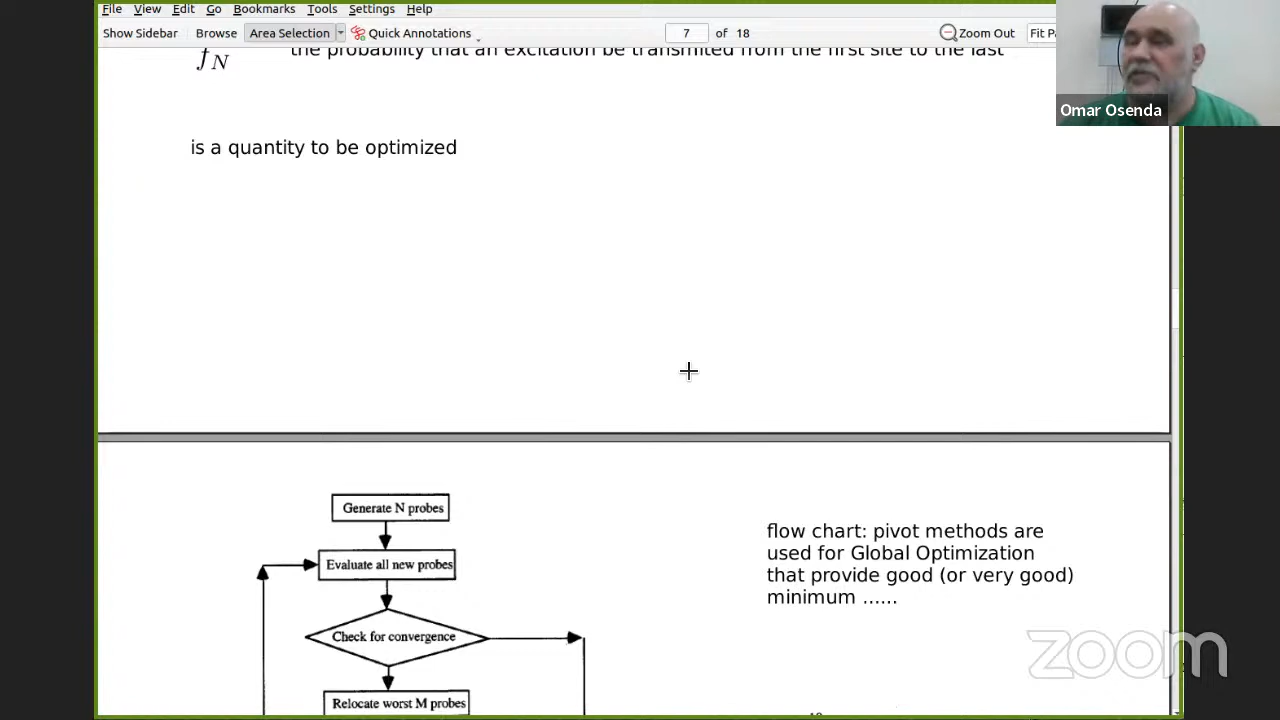 File View Edit Go Bookmarks Tools Settings Help
Show Sidebar Browse Area Selection Quick Annotations 7 of 18 Zoom Out Fit Pa
f_N the probability that an excitation be transmited from the first site to the last
Omar Osenda
is a quantity to be optimized
Generate N probes
Evaluate all new probes
Check for convergence
Relocate worst M probes
flow chart: pivot methods are
used for Global Optimization
that provide good (or very good)
minimum ......
zoom